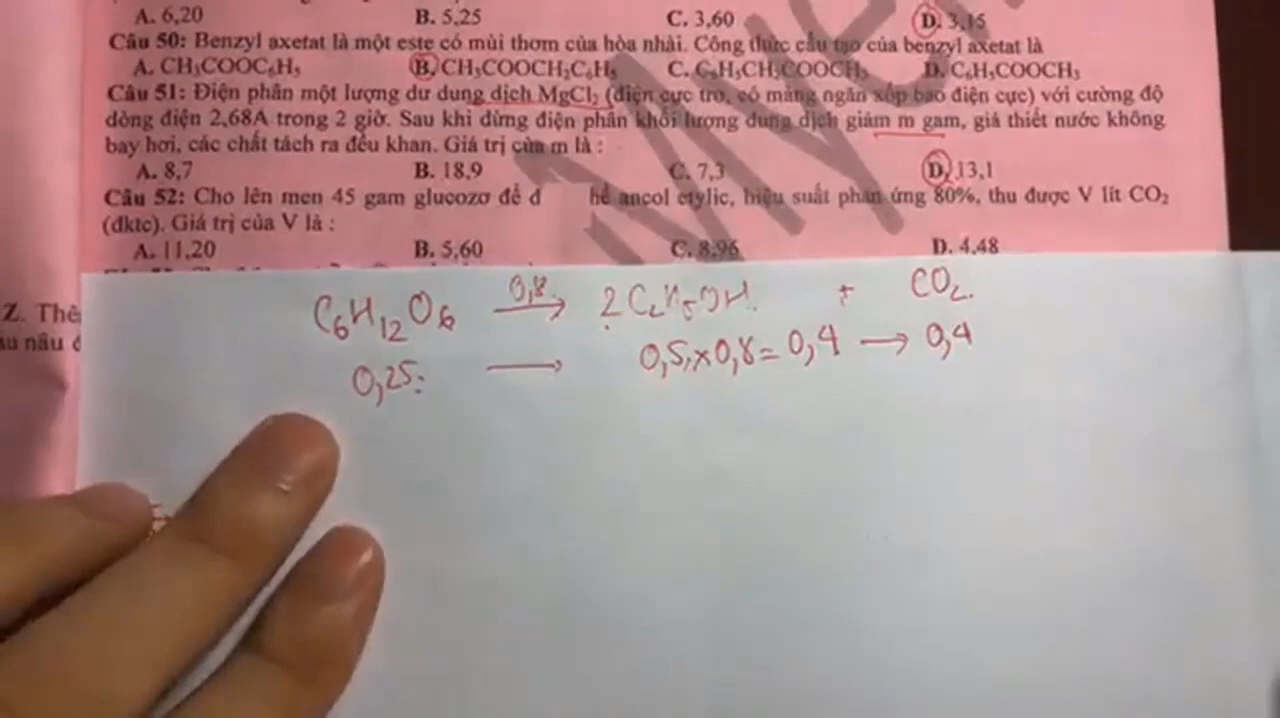 A. 6,20 B. 5,25 C. 3,60 D. 3,15
Câu 50: Benzyl axetat là một este có mùi thơm của hoa nhài. Công thức cấu tạo của benzyl axetat là
A. CH₃COOC₆H₅ B. CH₃COOCH₂C₆H₅ C. C₆H₅CH₂COOCH₃ D. C₆H₅COOCH₃
Câu 51: Điện phân một lượng dư dung dịch MgCl₂ (điện cực trơ, có màng ngăn xốp bao điện cực) với cường độ
dòng điện 2,68A trong 2 giờ. Sau khi dừng điện phân khối lượng dung dịch giảm m gam, giả thiết nước không
bay hơi, các chất tách ra đều khan. Giá trị của m là :
A. 8,7 B. 18,9 C. 7,3 D. 13,1
Câu 52: Cho lên men 45 gam glucozơ để đ hế ancol etylic, hiệu suất phản ứng 80%, thu được V lít CO₂
(đktc). Giá trị của V là :
A. 11,20 B. 5,60 C. 8,96 D. 4,48
C₆H₁₂O₆ 0,8 → 2C₂H₅OH. + CO₂.
Z. Thê
0,25: → 0,5.x0,8= 0,4 → 0,4
âu nâu đ